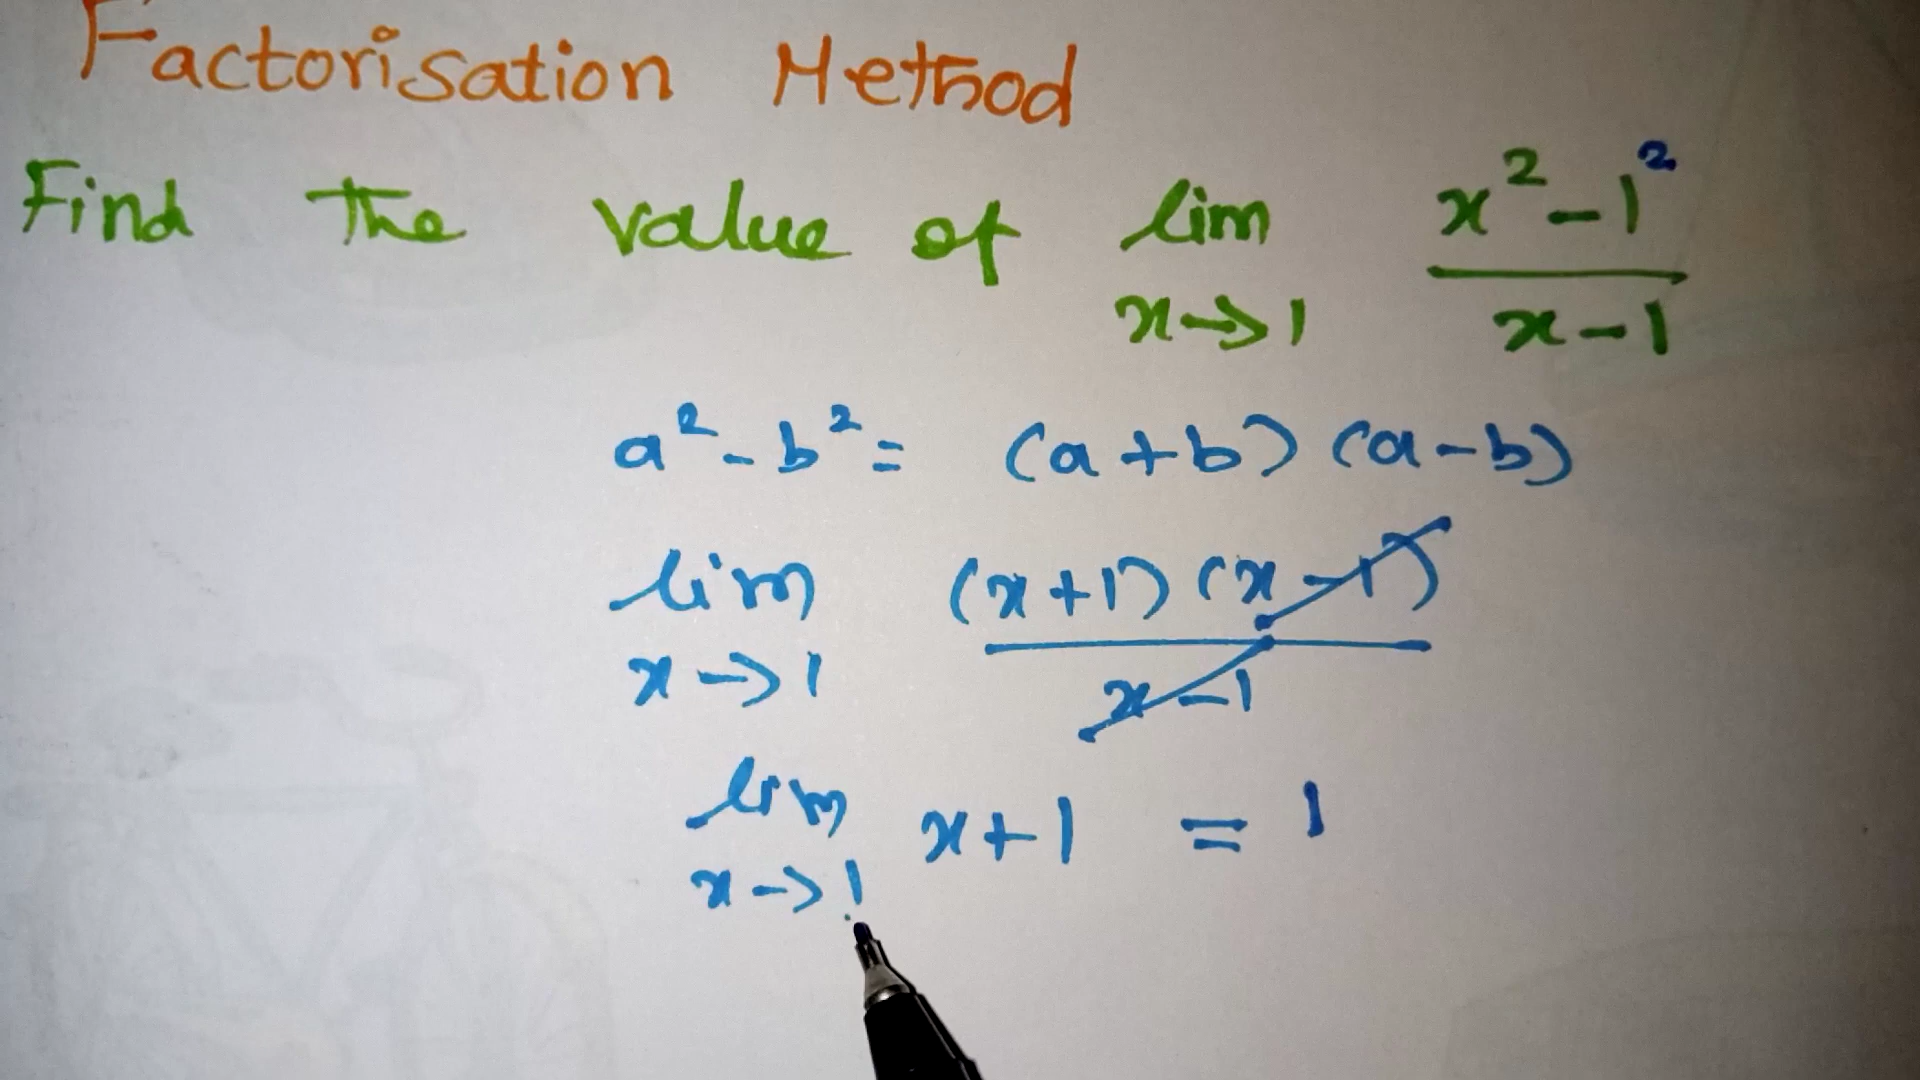 Factorisation Method
Find the value of lim x→1 (x² – 1²)/(x – 1)
a² – b² = (a + b) (a – b)
lim x→1 (x + 1) (x – 1)/(x – 1)
lim x→1 x + 1 = 1